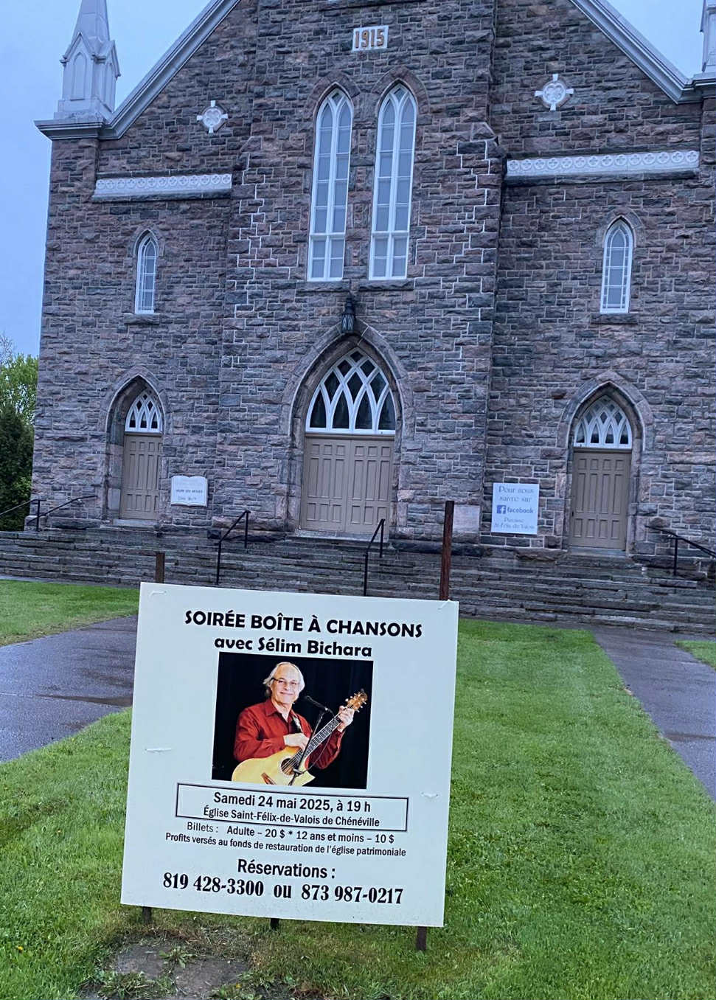 1915
Pour nous
suivre sur
facebook
Paroisse
St-Félix de Valois
SOIRÉE BOÎTE À CHANSONS
avec Sélim Bichara
Samedi 24 mai 2025, à 19 h
Église Saint-Félix-de-Valois de Chénéville
Billets : Adulte – 20 $ * 12 ans et moins – 10 $
Profits versés au fonds de restauration de l'église patrimoniale
Réservations :
819 428-3300 ou 873 987-0217